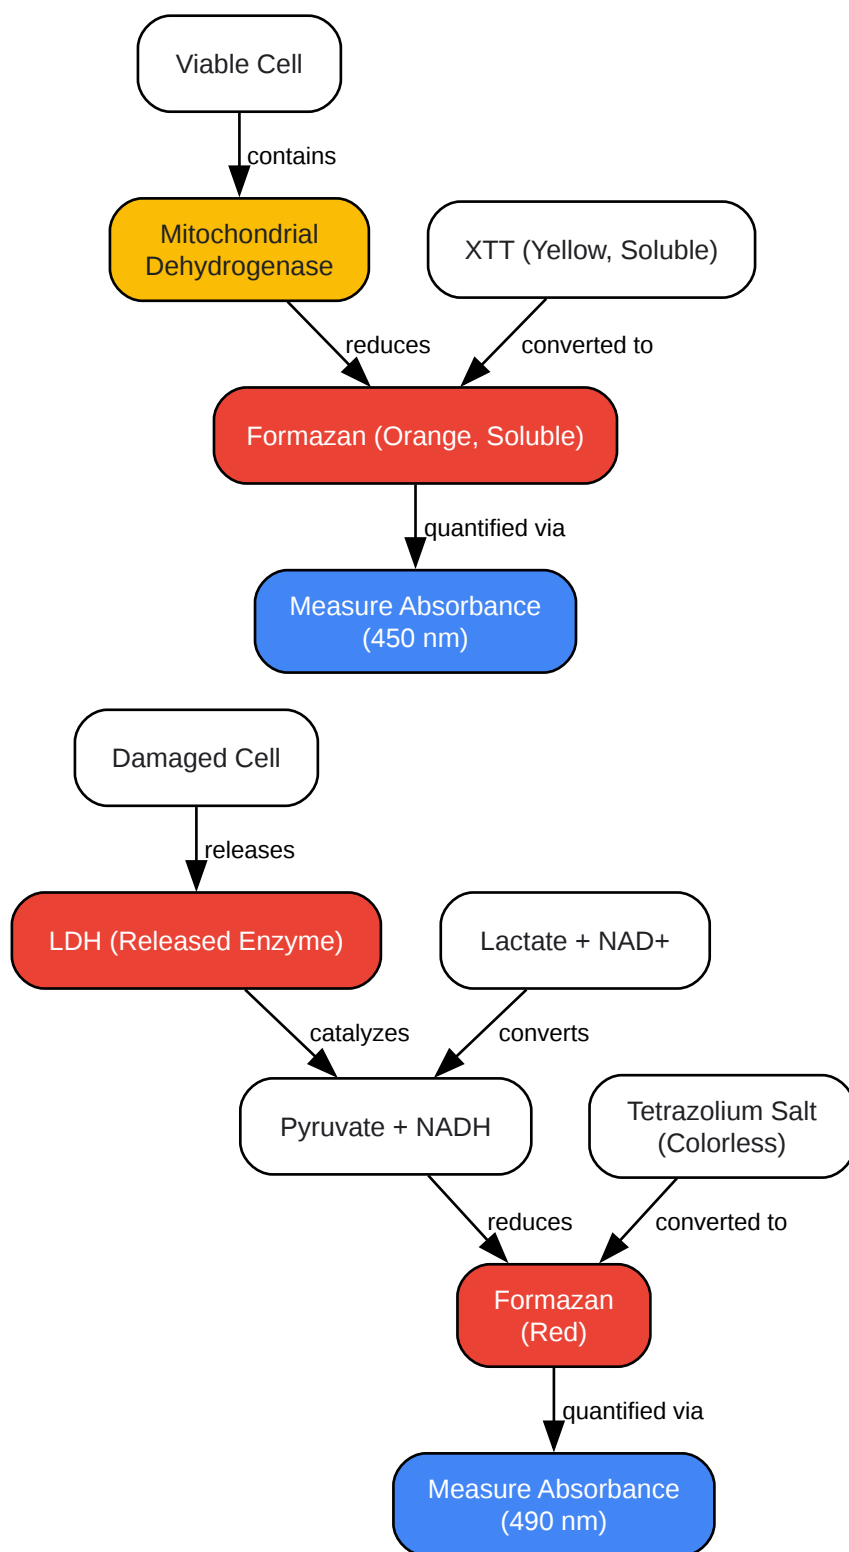 Viable Cell
contains
Mitochondrial
Dehydrogenase
XTT (Yellow, Soluble)
reduces
converted to
Formazan (Orange, Soluble)
quantified via
Measure Absorbance
(450 nm)
Damaged Cell
releases
LDH (Released Enzyme)
Lactate + NAD+
catalyzes
converts
Pyruvate + NADH
Tetrazolium Salt
(Colorless)
reduces
converted to
Formazan
(Red)
quantified via
Measure Absorbance
(490 nm)